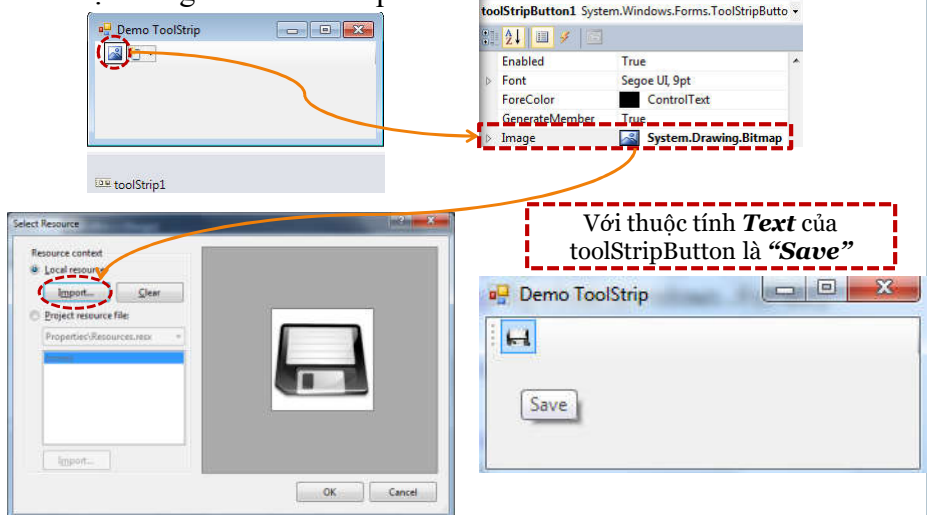 Demo ToolStrip
toolStrip1
toolStripButton1 System.Windows.Forms.ToolStripButto
Enabled True
Font Segoe UI, 9pt
ForeColor ControlText
GenerateMember True
Image System.Drawing.Bitmap
Select Resource
Resource context
Local resource
Import... Clear
Project resource file:
Properties\Resources.resx
Import...
OK Cancel
Với thuộc tính Text của
toolStripButton là “Save”
Demo ToolStrip
Save